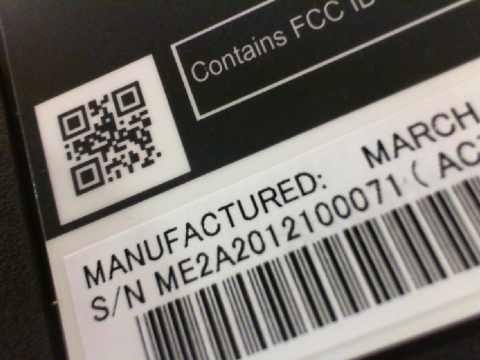 Contains FCC ID
MANUFACTURED: MARCH
S/N ME2A2012100071 (AC